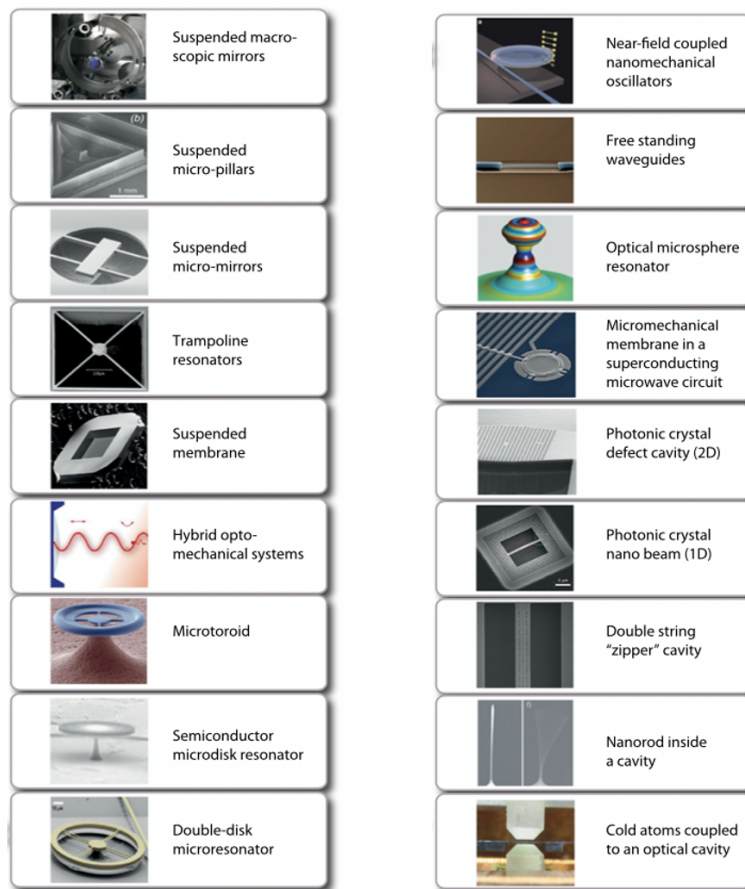 Suspended macro-
scopic mirrors
(b)
1 mm
Suspended
micro-pillars
Suspended
micro-mirrors
Trampoline
resonators
Suspended
membrane
Hybrid opto-
mechanical systems
Microtoroid
Semiconductor
microdisk resonator
Double-disk
microresonator
a
Near-field coupled
nanomechanical
oscillators
Free standing
waveguides
Optical microsphere
resonator
Micromechanical
membrane in a
superconducting
microwave circuit
Photonic crystal
defect cavity (2D)
Photonic crystal
nano beam (1D)
Double string
“zipper” cavity
Nanorod inside
a cavity
Cold atoms coupled
to an optical cavity